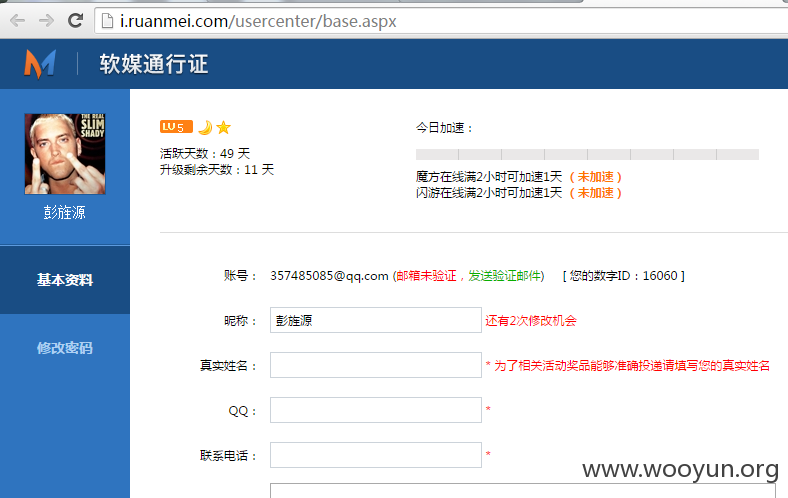 i.ruanmei.com/usercenter/base.aspx
软媒通行证
THE REAL
SLIM
SHADY
彭旌源
基本资料
修改密码
LV5
活跃天数：49 天
升级剩余天数：11 天
今日加速：
魔方在线满2小时可加速1天 （未加速）
闪游在线满2小时可加速1天 （未加速）
账号： 357485085@qq.com (邮箱未验证，发送验证邮件) [ 您的数字ID：16060 ]
昵称： 彭旌源 还有2次修改机会
真实姓名： * 为了相关活动奖品能够准确投递请填写您的真实姓名
QQ： *
联系电话： *
www.wooyun.org